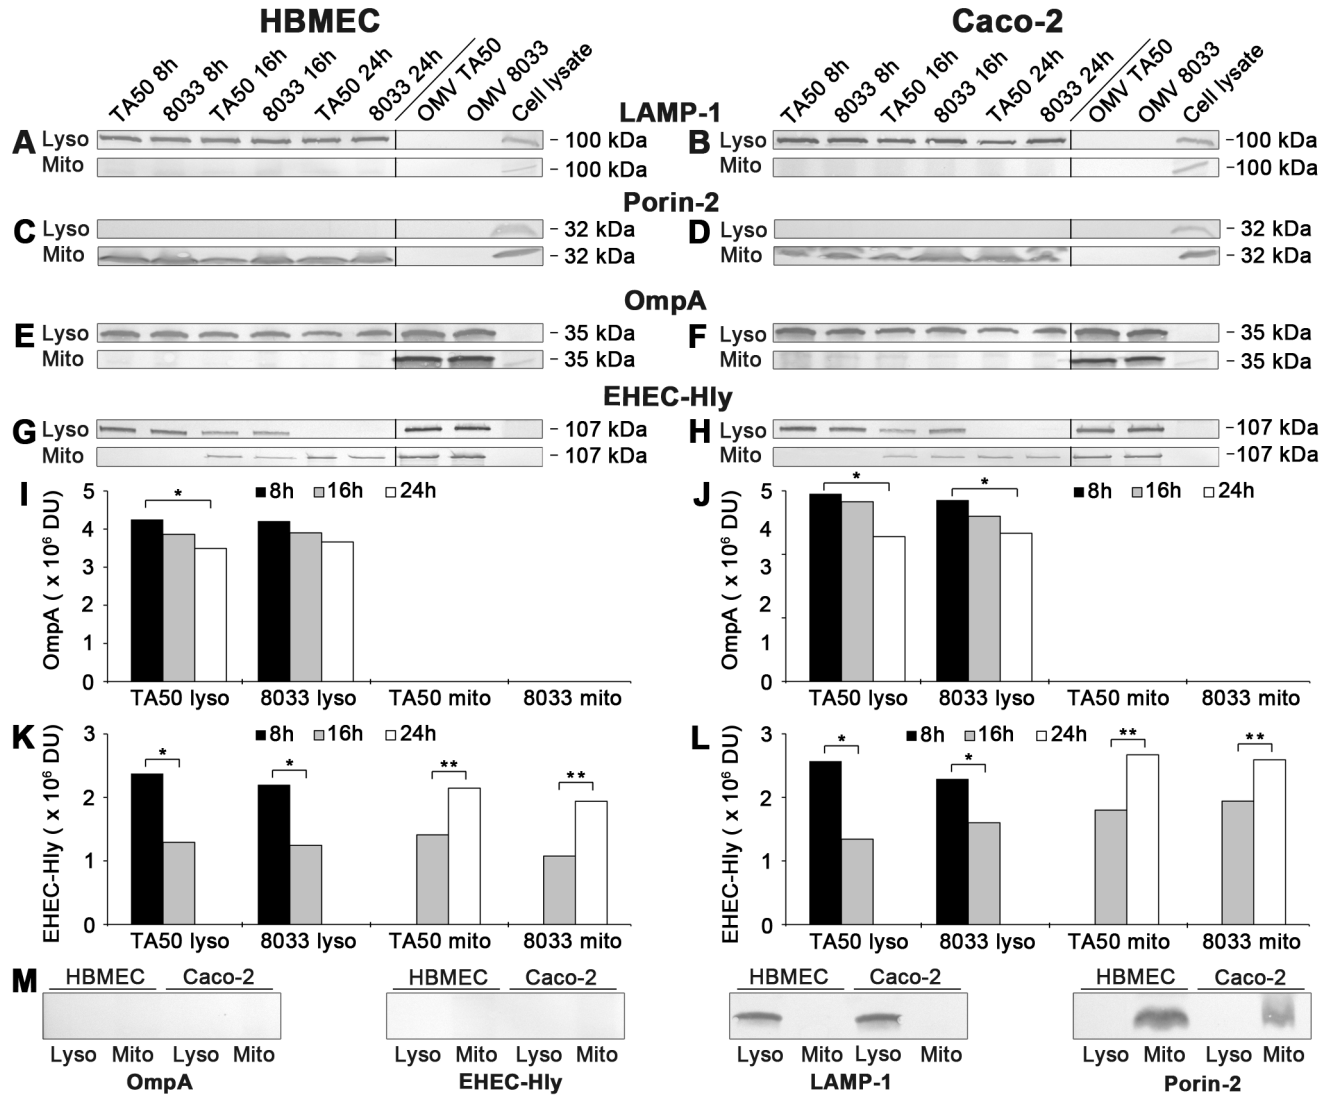 HBMEC Caco-2
TA50 8h 8033 8h TA50 16h 8033 16h TA50 24h 8033 24h OMV TA50 OMV 8033 Cell lysate TA50 8h 8033 8h TA50 16h 8033 16h TA50 24h 8033 24h OMV TA50 OMV 8033 Cell lysate
LAMP-1
A Lyso - 100 kDa B Lyso -100 kDa
Mito - 100 kDa Mito -100 kDa
Porin-2
C Lyso - 32 kDa D Lyso - 32 kDa
Mito - 32 kDa Mito - 32 kDa
OmpA
E Lyso - 35 kDa F Lyso - 35 kDa
Mito - 35 kDa Mito - 35 kDa
EHEC-Hly
G Lyso - 107 kDa H Lyso -107 kDa
Mito - 107 kDa Mito -107 kDa
I 5 * 8h 16h 24h J 5 * * 8h 16h 24h
4 4
3 3
2 2
1 1
0 0
OmpA ( x 10⁶ DU) OmpA ( x 10⁶ DU)
TA50 lyso 8033 lyso TA50 mito 8033 mito TA50 lyso 8033 lyso TA50 mito 8033 mito
K 3 8h 16h 24h L 3 8h 16h 24h
* * ** ** * * ** **
2 2
1 1
0 0
EHEC-Hly ( x 10⁶ DU) EHEC-Hly ( x 10⁶ DU)
TA50 lyso 8033 lyso TA50 mito 8033 mito TA50 lyso 8033 lyso TA50 mito 8033 mito
M HBMEC Caco-2 HBMEC Caco-2 HBMEC Caco-2 HBMEC Caco-2
Lyso Mito Lyso Mito Lyso Mito Lyso Mito Lyso Mito Lyso Mito Lyso Mito Lyso Mito
OmpA EHEC-Hly LAMP-1 Porin-2